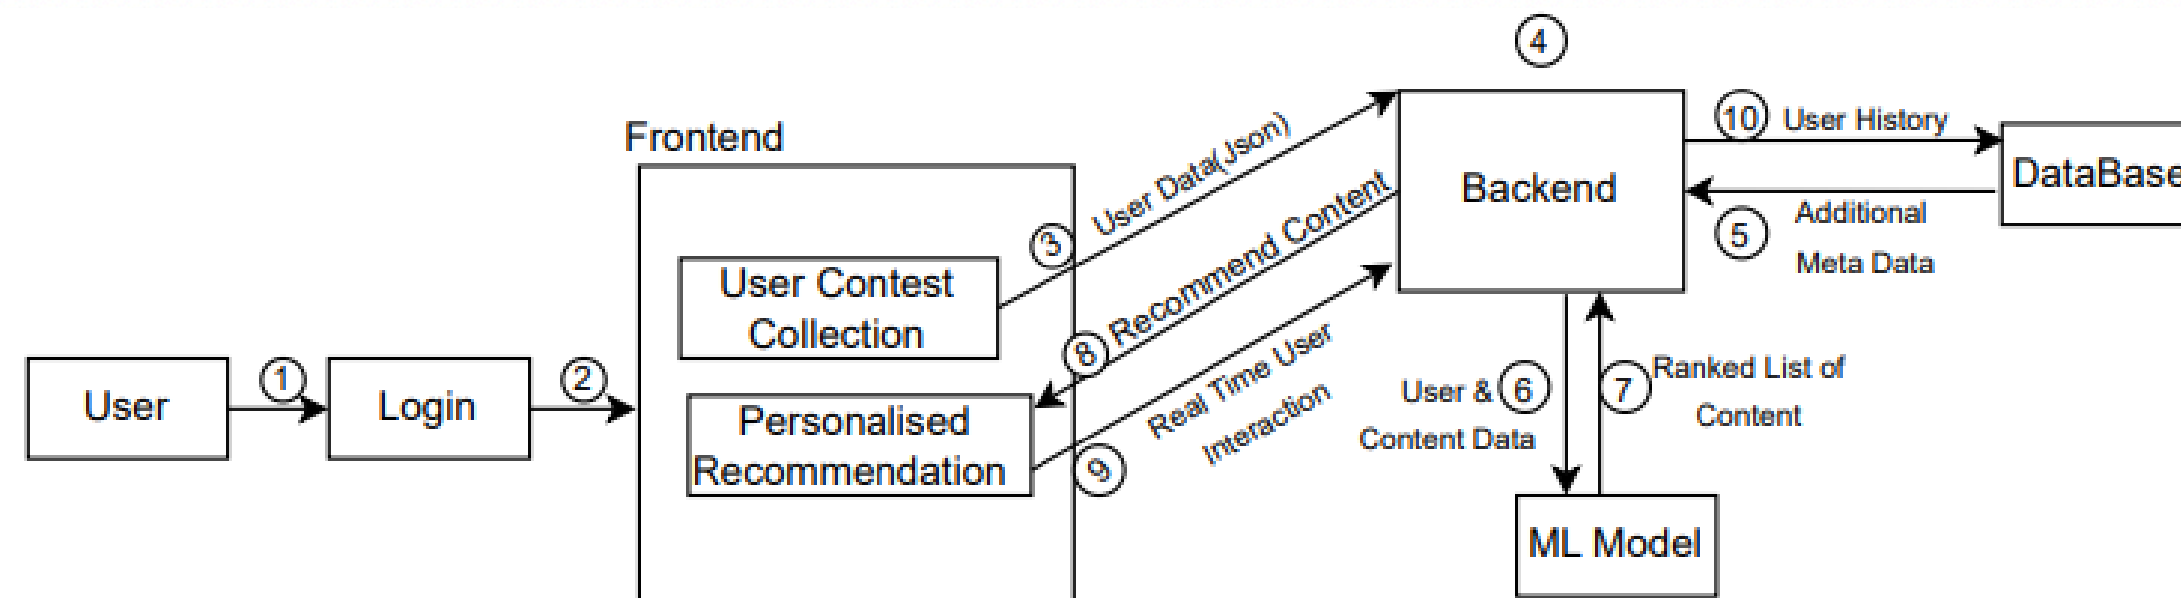 4
Frontend
User Data(Json)
10 User History
DataBase
Backend
3
Recommend Content
Additional
5
Meta Data
User Contest
Collection
8
Real Time User
Interaction
1
2
User
Login
Personalised
Recommendation
9
User & 6
Content Data
7 Ranked List of
Content
ML Model